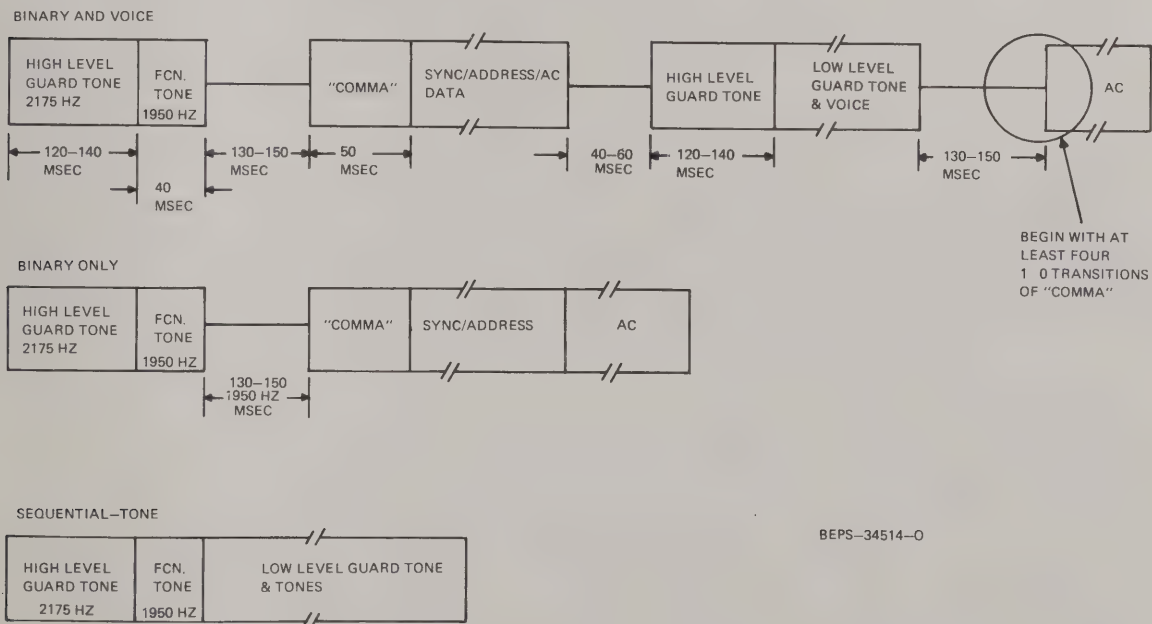 BINARY AND VOICE
HIGH LEVEL
GUARD TONE
2175 HZ
FCN.
TONE
1950 HZ
"COMMA"
SYNC/ADDRESS/AC
DATA
HIGH LEVEL
GUARD TONE
LOW LEVEL
GUARD TONE
& VOICE
AC
120–140
MSEC
40
MSEC
130–150
MSEC
50
MSEC
40–60
MSEC
120–140
MSEC
130–150
MSEC
BEGIN WITH AT
LEAST FOUR
1 0 TRANSITIONS
OF "COMMA"
BINARY ONLY
HIGH LEVEL
GUARD TONE
2175 HZ
FCN.
TONE
1950 HZ
"COMMA"
SYNC/ADDRESS
AC
130–150
1950 HZ
MSEC
SEQUENTIAL–TONE
HIGH LEVEL
GUARD TONE
2175 HZ
FCN.
TONE
1950 HZ
LOW LEVEL GUARD TONE
& TONES
BEPS–34514–O